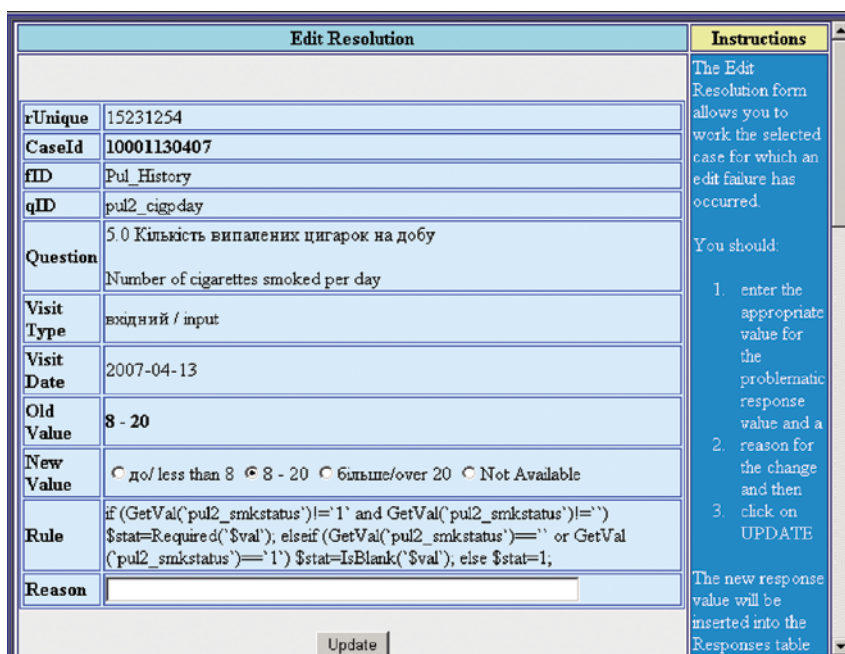 Edit Resolution
rUnique 15231254
CaseId 10001130407
fID Pul_History
qID pul2_cigpday
Question 5.0 Кількість випалених цигарок на добу
Number of cigarettes smoked per day
Visit Type вхідний / input
Visit Date 2007-04-13
Old Value 8 - 20
New Value до/ less than 8 8 - 20 більше/over 20 Not Available
Rule if (GetVal(`pul2_smkstatus`)!=`1` and GetVal(`pul2_smkstatus`)!=``)
$stat=Required(`$val`); elseif (GetVal(`pul2_smkstatus`)==`` or GetVal
(`pul2_smkstatus`)==`1`) $stat=IsBlank(`$val`); else $stat=1;
Reason
Update
Instructions
The Edit
Resolution form
allows you to
work the selected
case for which an
edit failure has
occurred.
You should:
1. enter the
appropriate
value for
the
problematic
response
value and a
2. reason for
the change
and then
3. click on
UPDATE
The new response
value will be
inserted into the
Responses table